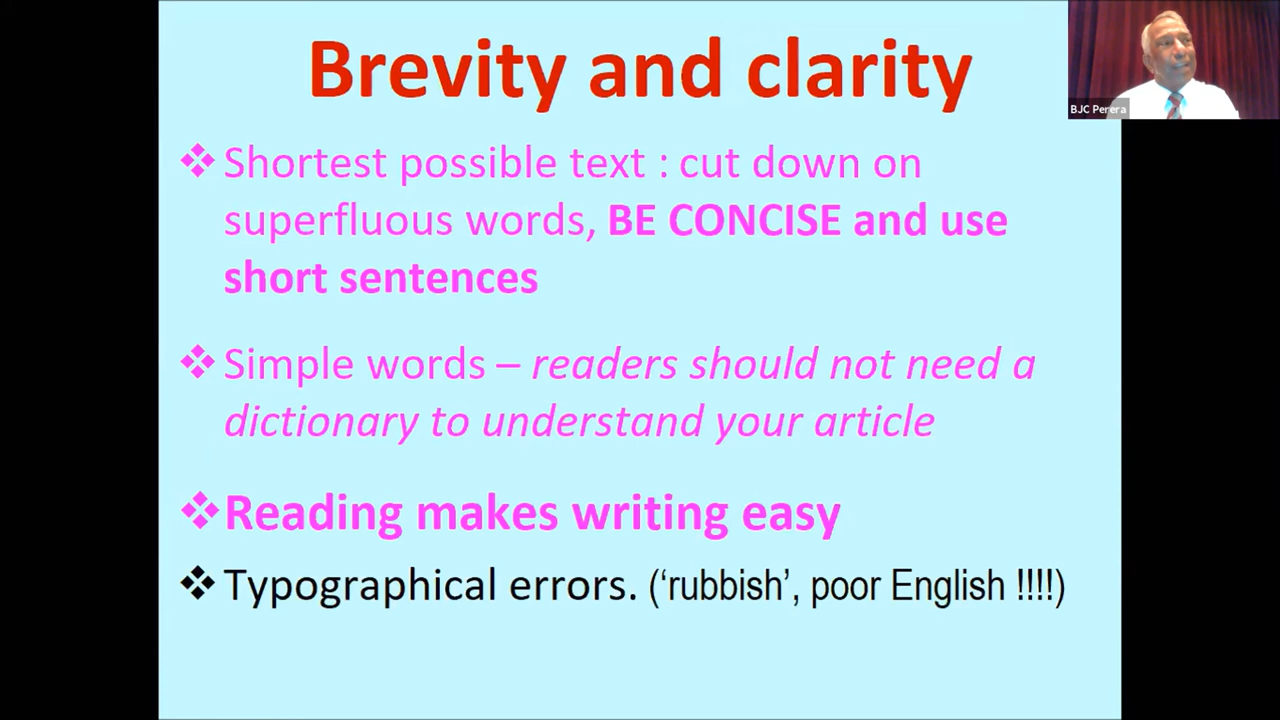 Brevity and clarity
BJC Perera
❖Shortest possible text : cut down on
superfluous words, BE CONCISE and use
short sentences
❖Simple words – readers should not need a
dictionary to understand your article
❖Reading makes writing easy
❖Typographical errors. (‘rubbish’, poor English !!!!)